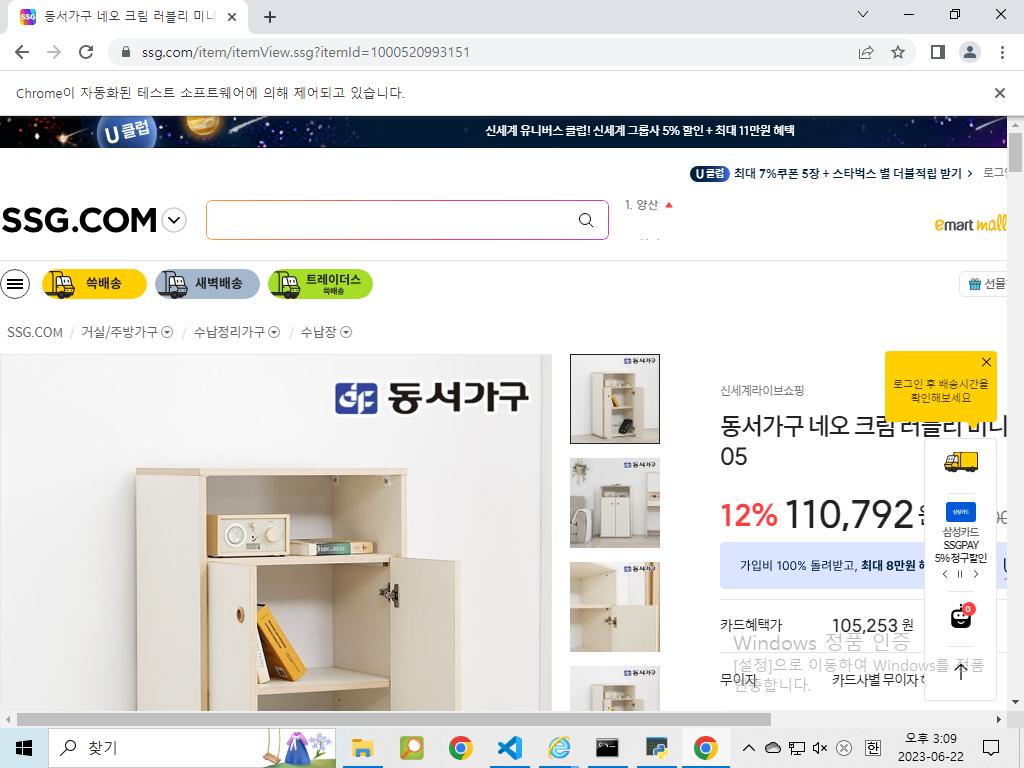 동서가구 네오 크림 러블리 미니
ssg.com/item/itemView.ssg?itemId=1000520993151
Chrome이 자동화된 테스트 소프트웨어에 의해 제어되고 있습니다.
U클럽
신세계 유니버스 클럽! 신세계 그룹사 5% 할인 + 최대 11만원 혜택
U클럽 최대 7%쿠폰 5장 + 스타벅스 별 더블적립 받기 >
SSG.COM
1. 양산
emart mall
쓱배송
새벽배송
트레이더스
쓱배송
선물
SSG.COM / 거실/주방가구 / 수납정리가구 / 수납장
동서가구
신세계라이브쇼핑
로그인 후 배송시간을
확인해보세요
동서가구 네오 크림 러블리 미니
05
12% 110,792
삼성카드
삼성카드
SSGPAY
5% 청구할인
가입비 100% 돌려받고, 최대 8만원
카드혜택가 105,253 원
0
무이자 카드사별 무이자
Windows 정품 인증
[설정]으로 이동하여 Windows를 정품
인증합니다.
찾기
오후 3:09
2023-06-22
한